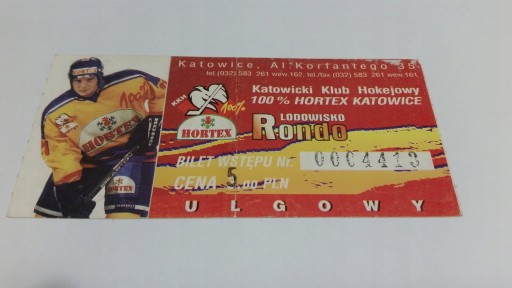 Katowice, Al.Korfantego 35
tel.(032) 583 261 wew.162, tel./fax (032) 583 261 wew.161
Katowicki Klub Hokejowy
100 % HORTEX KATOWICE
KKH 100%
HORTEX
LODOWISKO
Rondo
BILET WSTĘPU Nr. 0004413
CENA 5,00 PLN
ULGOWY
100%
HORTEX
HORTEX